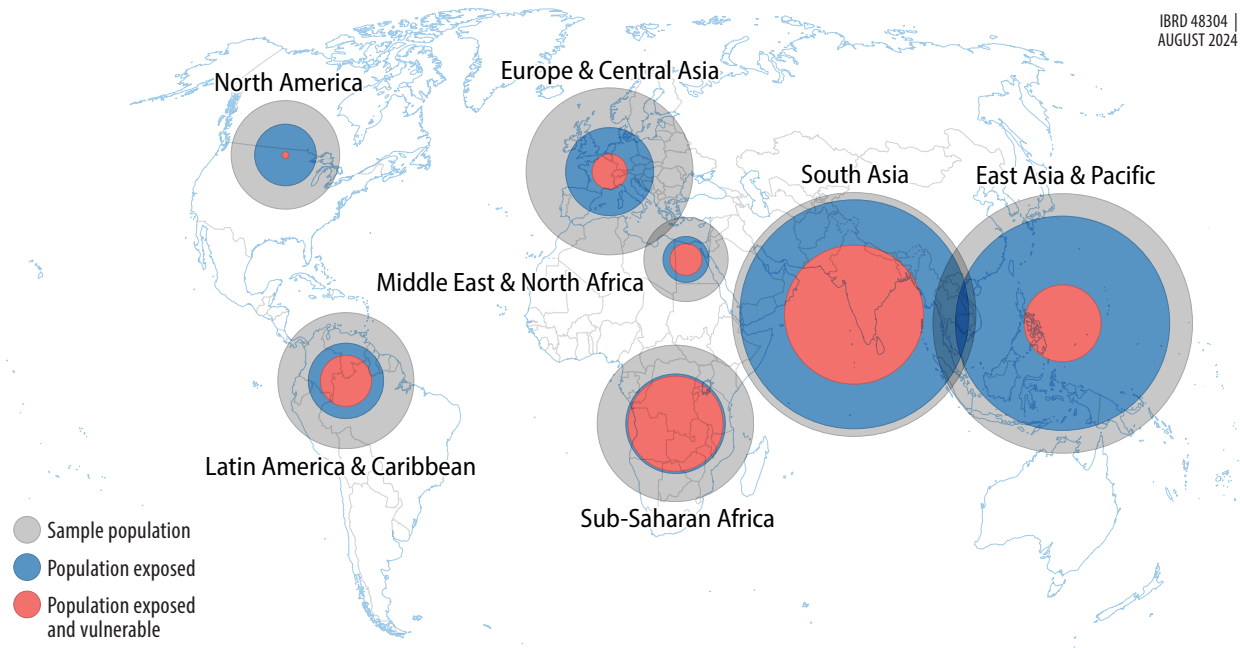 IBRD 48304 |
AUGUST 2024
North America
Europe & Central Asia
South Asia
East Asia & Pacific
Middle East & North Africa
Latin America & Caribbean
Sub-Saharan Africa
Sample population
Population exposed
Population exposed
and vulnerable